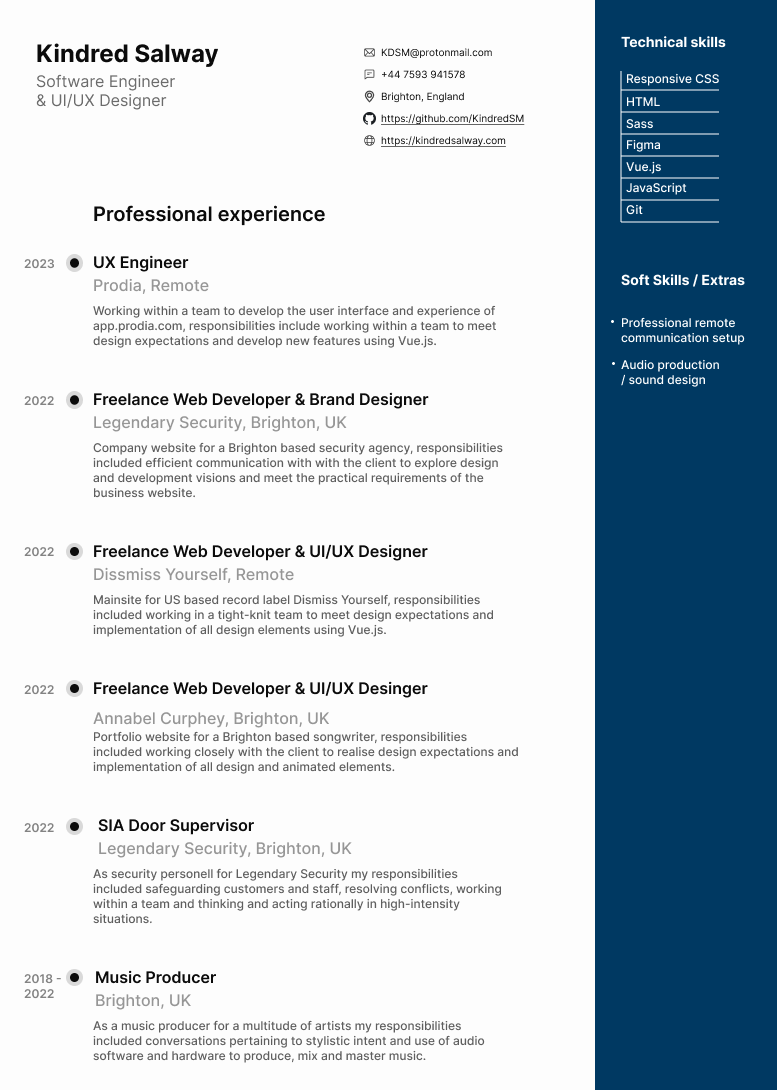 Kindred Salway
Software Engineer
& UI/UX Designer
KDSM@protonmail.com
+44 7593 941578
Brighton, England
https://github.com/KindredSM
https://kindredsalway.com
Professional experience
2023
UX Engineer
Prodia, Remote
Working within a team to develop the user interface and experience of
app.prodia.com, responsibilities include working within a team to meet
design expectations and develop new features using Vue.js.
2022
Freelance Web Developer & Brand Designer
Legendary Security, Brighton, UK
Company website for a Brighton based security agency, responsibilities
included efficient communication with with the client to explore design
and development visions and meet the practical requirements of the
business website.
2022
Freelance Web Developer & UI/UX Designer
Dissmiss Yourself, Remote
Mainsite for US based record label Dismiss Yourself, responsibilities
included working in a tight-knit team to meet design expectations and
implementation of all design elements using Vue.js.
2022
Freelance Web Developer & UI/UX Desinger
Annabel Curphey, Brighton, UK
Portfolio website for a Brighton based songwriter, responsibilities
included working closely with the client to realise design expectations and
implementation of all design and animated elements.
2022
SIA Door Supervisor
Legendary Security, Brighton, UK
As security personell for Legendary Security my responsibilities
included safeguarding customers and staff, resolving conflicts, working
within a team and thinking and acting rationally in high-intensity
situations.
2018 -
2022
Music Producer
Brighton, UK
As a music producer for a multitude of artists my responsibilities
included conversations pertaining to stylistic intent and use of audio
software and hardware to produce, mix and master music.
Technical skills
Responsive CSS
HTML
Sass
Figma
Vue.js
JavaScript
Git
Soft Skills / Extras
• Professional remote
communication setup
• Audio production
/ sound design